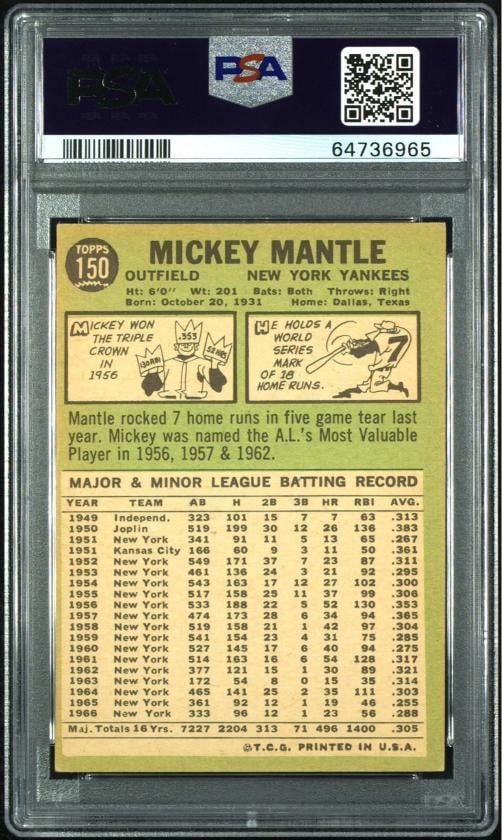 PSA
PSA
64736965
TOPPS
150
MICKEY MANTLE
OUTFIELD NEW YORK YANKEES
Ht: 6'0" Wt: 201 Bats: Both Throws: Right
Born: October 20, 1931 Home: Dallas, Texas
MICKEY WON
THE TRIPLE
CROWN
IN
1956
.353
130 RBI
52 HRS
HE HOLDS A
WORLD
SERIES
MARK
OF 18
HOME RUNS.
7
Mantle rocked 7 home runs in five game tear last
year. Mickey was named the A.L.'s Most Valuable
Player in 1956, 1957 & 1962.
MAJOR & MINOR LEAGUE BATTING RECORD
YEAR TEAM AB H 2B 3B HR RBI AVG.
1949 Independ. 323 101 15 7 7 63 .313
1950 Joplin 519 199 30 12 26 136 .383
1951 New York 341 91 11 5 13 65 .267
1951 Kansas City 166 60 9 3 11 50 .361
1952 New York 549 171 37 7 23 87 .311
1953 New York 461 136 24 3 21 92 .295
1954 New York 543 163 17 12 27 102 .300
1955 New York 517 158 25 11 37 99 .306
1956 New York 533 188 22 5 52 130 .353
1957 New York 474 173 28 6 34 94 .365
1958 New York 519 158 21 1 42 97 .304
1959 New York 541 154 23 4 31 75 .285
1960 New York 527 145 17 6 40 94 .275
1961 New York 514 163 16 6 54 128 .317
1962 New York 377 121 15 1 30 89 .321
1963 New York 172 54 8 0 15 35 .314
1964 New York 465 141 25 2 35 111 .303
1965 New York 361 92 12 1 19 46 .255
1966 New York 333 96 12 1 23 56 .288
Maj. Totals 16 Yrs. 7227 2204 313 71 496 1400 .305
©T.C.G. PRINTED IN U.S.A.